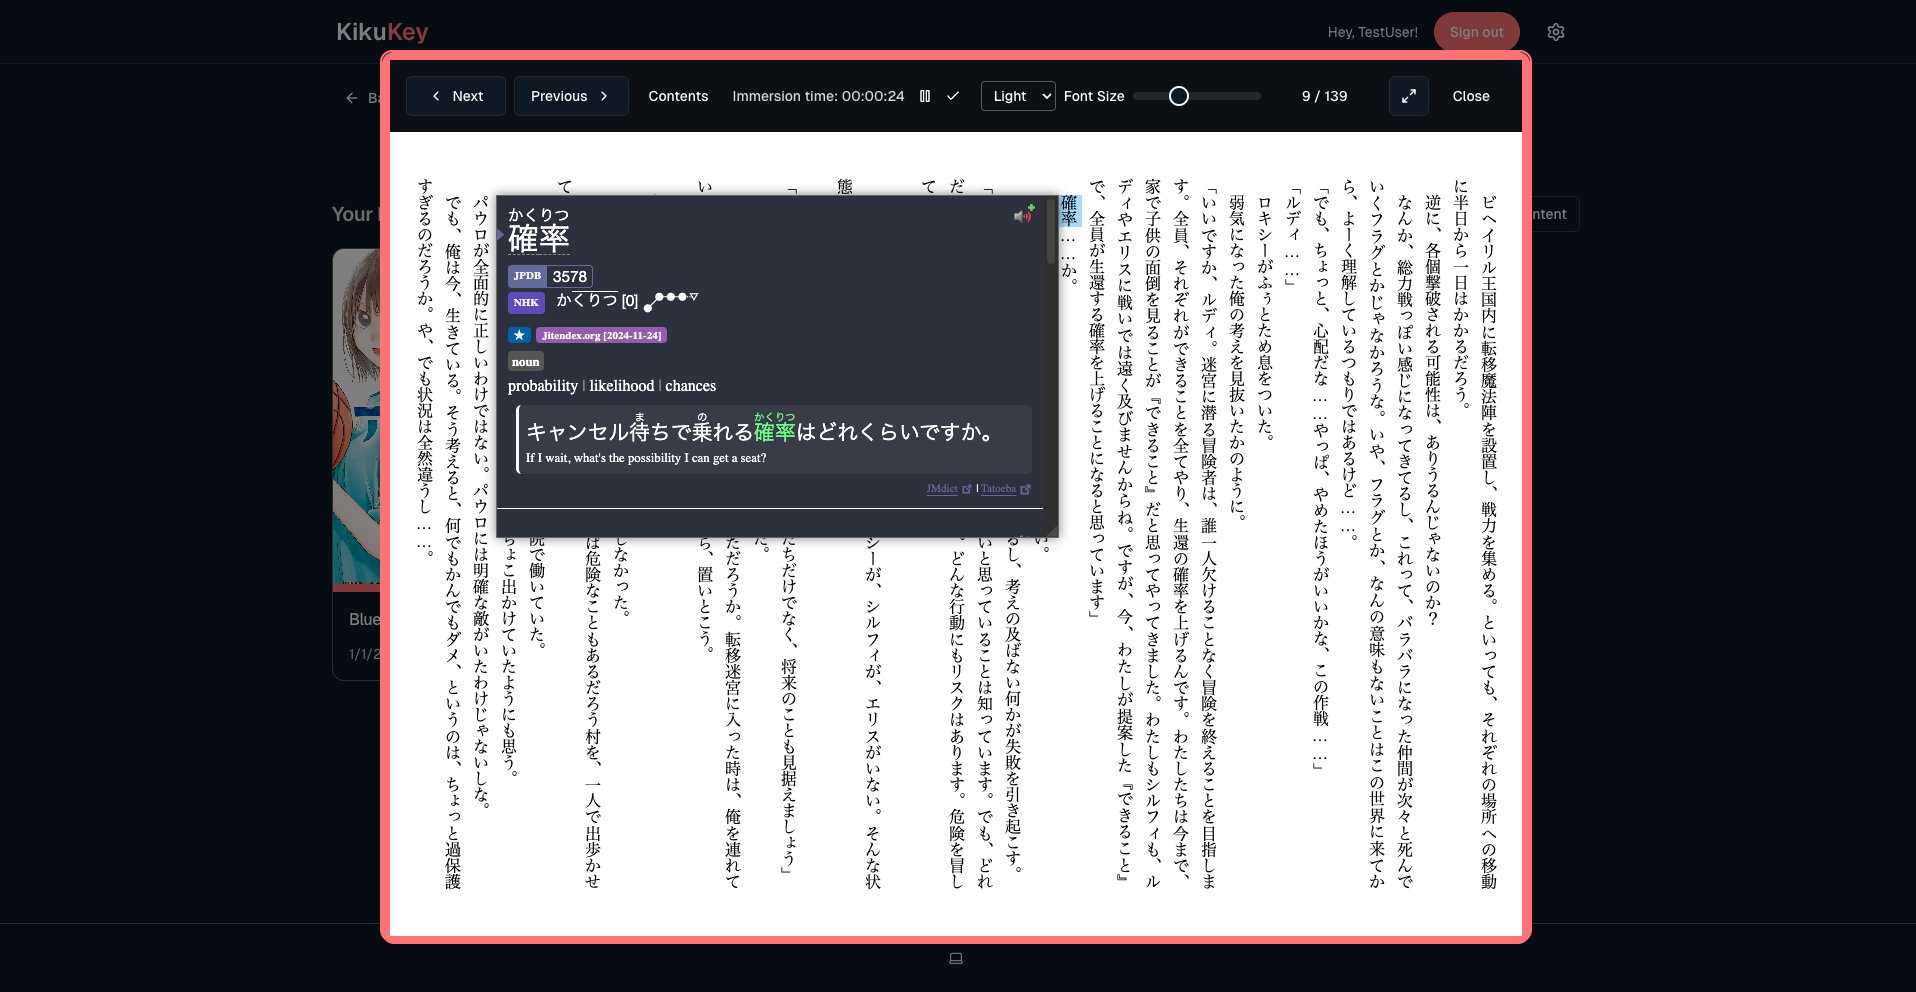 KikuKey
Hey, TestUser!
Sign out
Ba
Next
Previous
Contents
Immersion time: 00:00:24
Light
Font Size
9 / 139
Close
Your
ntent
Blue
1/1/2
かくりつ
確率
JPDB 3578
NHK かくりつ [0]
★ Jitendex.org [2024-11-24]
noun
probability | likelihood | chances
キャンセル待ちで乗れる確率はどれくらいですか。
ま の かくりつ
If I wait, what's the possibility I can get a seat?
JMdict | Tatoeba
ビヘイリル王国内に転移魔法陣を設置し、戦力を集める。といっても、それぞれの場所への移動
に半日から一日はかかるだろう。
逆に、各個撃破される可能性は、ありうるんじゃないのか？
なんか、総力戦っぽい感じになってきてるし、これって、バラバラになった仲間が次々と死んで
いくフラグとかじゃなかろうな。いや、フラグとか、なんの意味もないことはこの世界に来てか
ら、よーく理解しているつもりではあるけど……。
「でも、ちょっと、心配だな……やっぱ、やめたほうがいいかな、この作戦……」
「ルディ……」
ロキシーがふぅとため息をついた。
弱気になった俺の考えを見抜いたかのように。
「いいですか、ルディ。迷宮に潜る冒険者は、誰一人欠けることなく冒険を終えることを目指しま
す。全員、それぞれができることを全てやり、生還の確率を上げるんです。わたしたちは今まで、
家で子供の面倒を見ることが『できること』だと思ってやってきました。わたしもシルフィも、ル
ディやエリスに戦いでは遠く及びませんからね。ですが、今、わたしが提案した『できること』
で、全員が生還する確率を上げることになると思っています」
確率……か。
い。
「
るし、考えの及ばない何かが失敗を引き起こす。
だ
いと思っていることは知っています。でも、どれ
て
。どんな行動にもリスクはあります。危険を冒し
態
シーが、シルフィが、エリスがいない。そんな状
「
たちだけでなく、将来のことも見据えましょう」
た。
ただろうか。転移迷宮に入った時は、俺を連れて
い
ら、置いとこう。
しなかった。
て
は危険なこともあるだろう村を、一人で出歩かせ
院で働いていた。
ちょこ出かけていたようにも思う。
パウロが全面的に正しいわけではない。パウロには明確な敵がいたわけじゃないしな。
でも、俺は今、生きている。そう考えると、何でもかんでもダメ、というのは、ちょっと過保護
すぎるのだろうか。や、でも状況は全然違うし……。